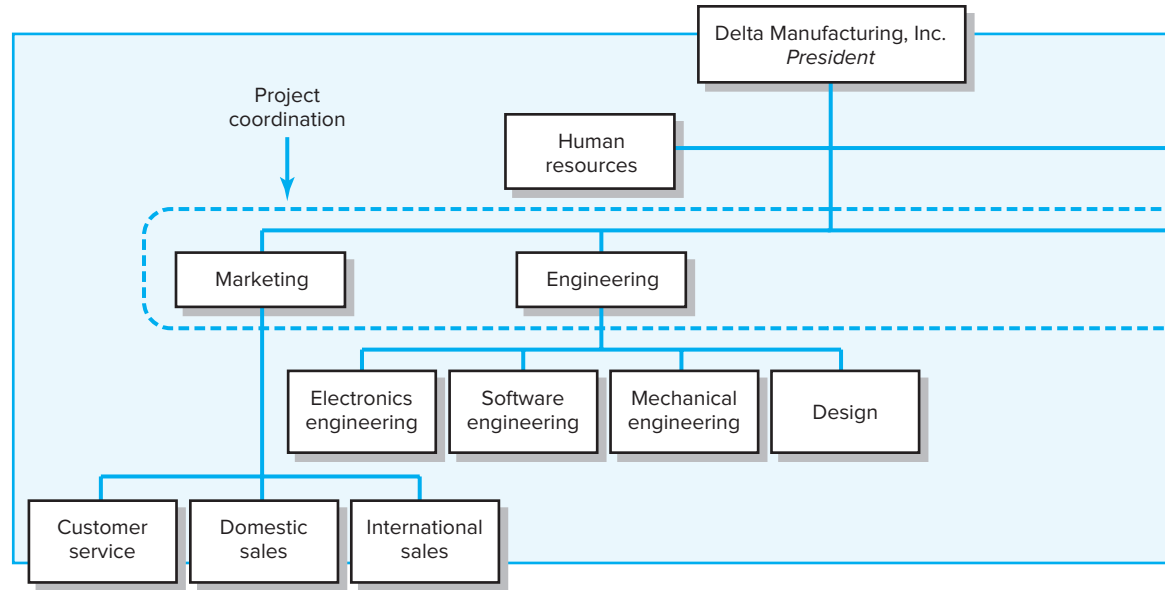 Delta Manufacturing, Inc.
President
Project
coordination
Human
resources
Marketing
Engineering
Electronics
engineering
Software
engineering
Mechanical
engineering
Design
Customer
service
Domestic
sales
International
sales